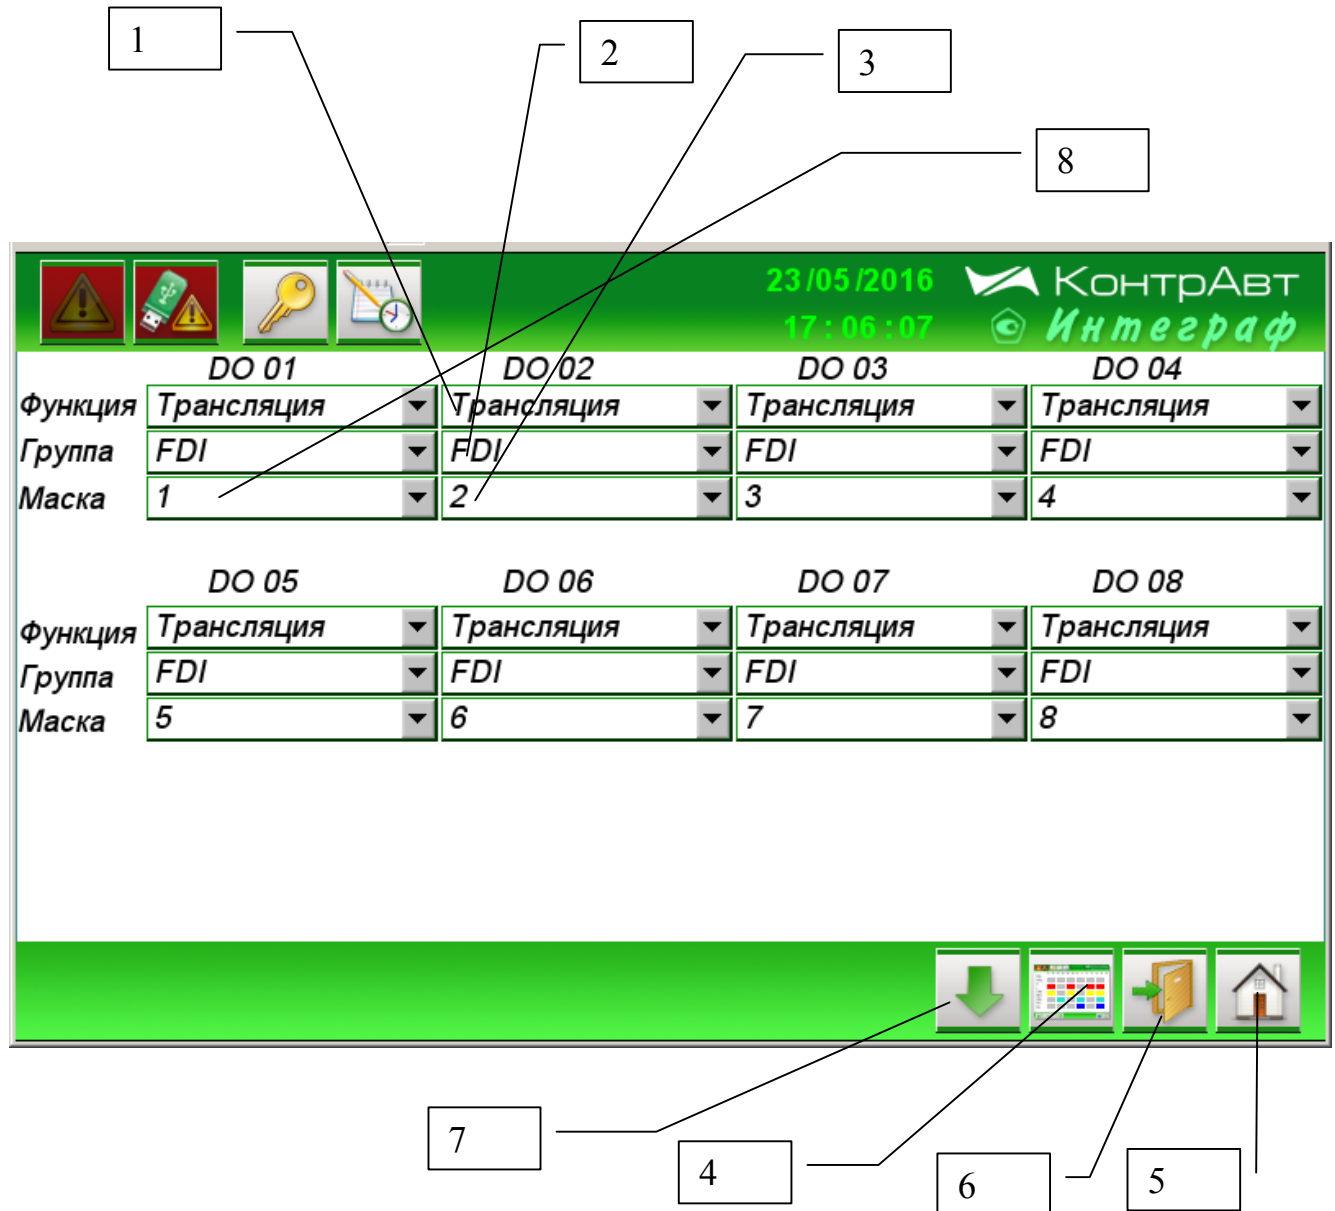 1
2
3
8
23/05/2016
КонтрАвт
17:06:07
Интеграф
DO 01 DO 02 DO 03 DO 04
Функция Трансляция Трансляция Трансляция Трансляция
Группа FDI FDI FDI FDI
Маска 1 2 3 4
DO 05 DO 06 DO 07 DO 08
Функция Трансляция Трансляция Трансляция Трансляция
Группа FDI FDI FDI FDI
Маска 5 6 7 8
7
4
6
5